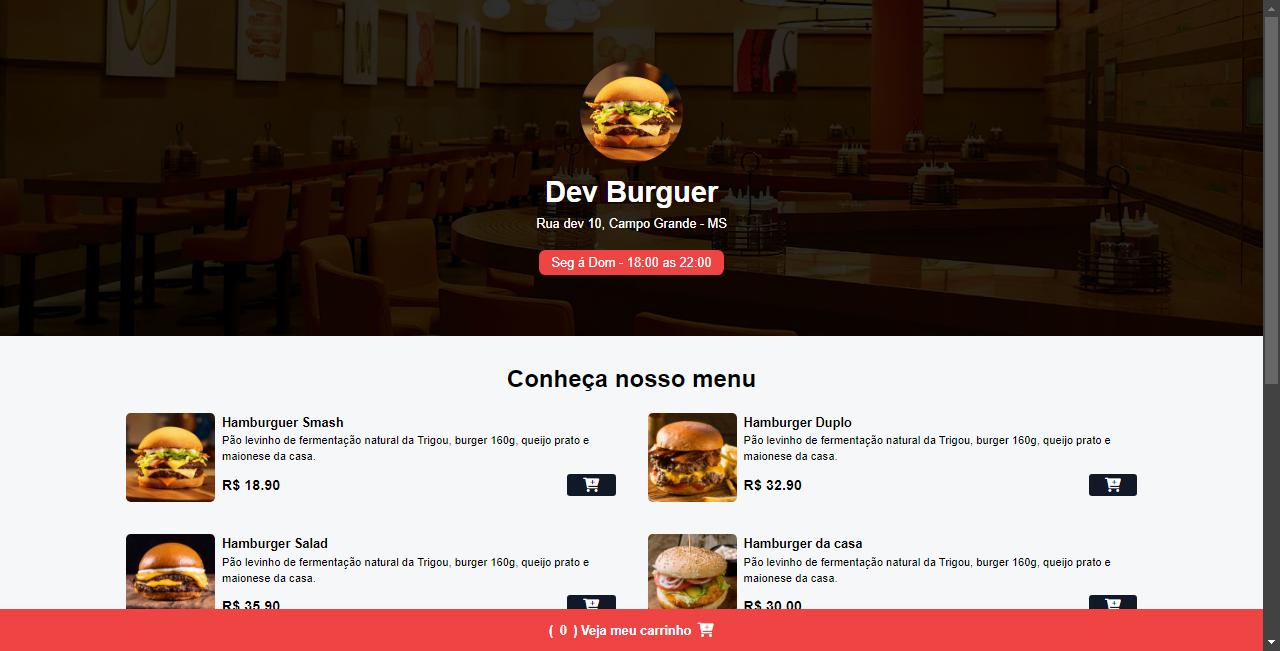 Dev Burguer
Rua dev 10, Campo Grande - MS
Seg á Dom - 18:00 as 22:00
Conheça nosso menu
Hamburguer Smash
Pão levinho de fermentação natural da Trigou, burger 160g, queijo prato e
maionese da casa.
R$ 18.90
Hamburger Duplo
Pão levinho de fermentação natural da Trigou, burger 160g, queijo prato e
maionese da casa.
R$ 32.90
Hamburger Salad
Pão levinho de fermentação natural da Trigou, burger 160g, queijo prato e
maionese da casa.
R$ 35.90
Hamburger da casa
Pão levinho de fermentação natural da Trigou, burger 160g, queijo prato e
maionese da casa.
R$ 30.00
( 0 ) Veja meu carrinho